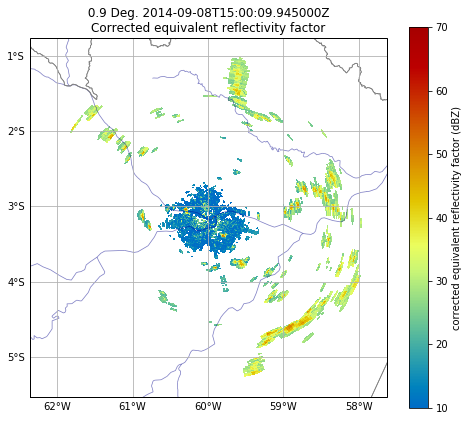 0.9 Deg. 2014-09-08T15:00:09.945000Z
Corrected equivalent reflectivity factor
1°S
2°S
3°S
4°S
5°S
62°W 61°W 60°W 59°W 58°W
70
60
50
40
30
20
10
corrected equivalent reflectivity factor (dBZ)